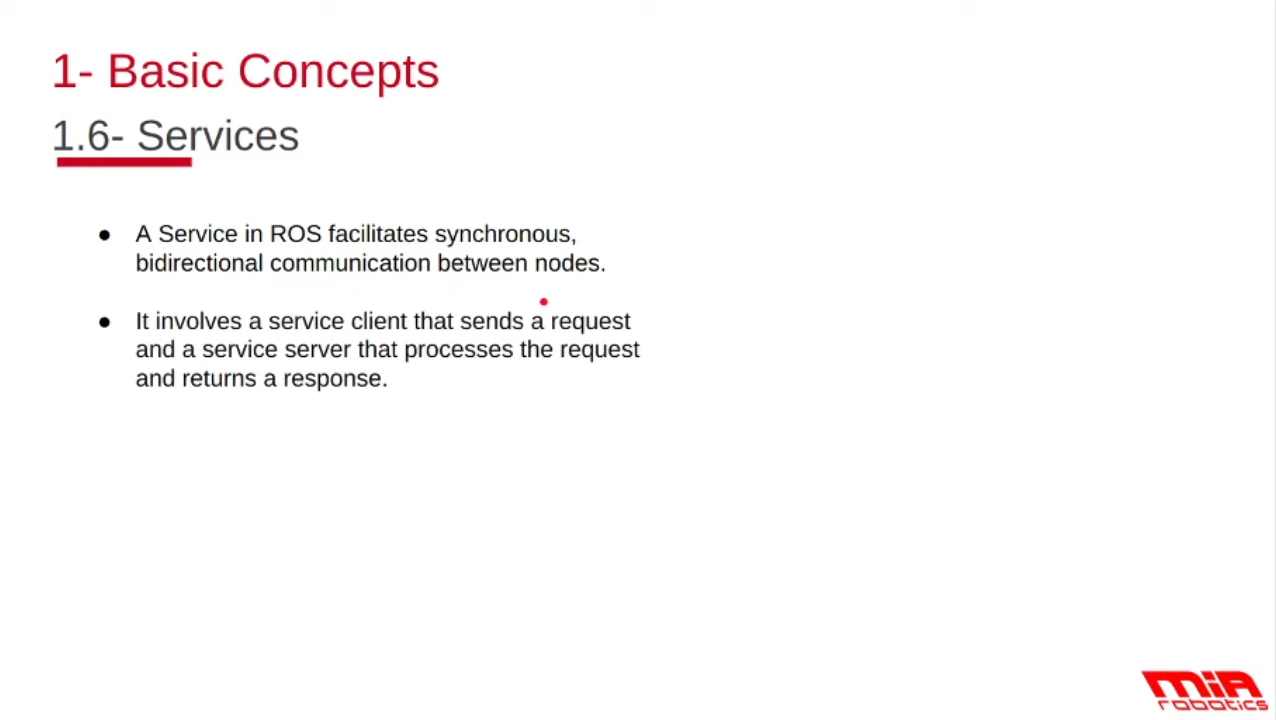 1- Basic Concepts
1.6- Services
● A Service in ROS facilitates synchronous,
bidirectional communication between nodes.
● It involves a service client that sends a request
and a service server that processes the request
and returns a response.
MIA
robotics